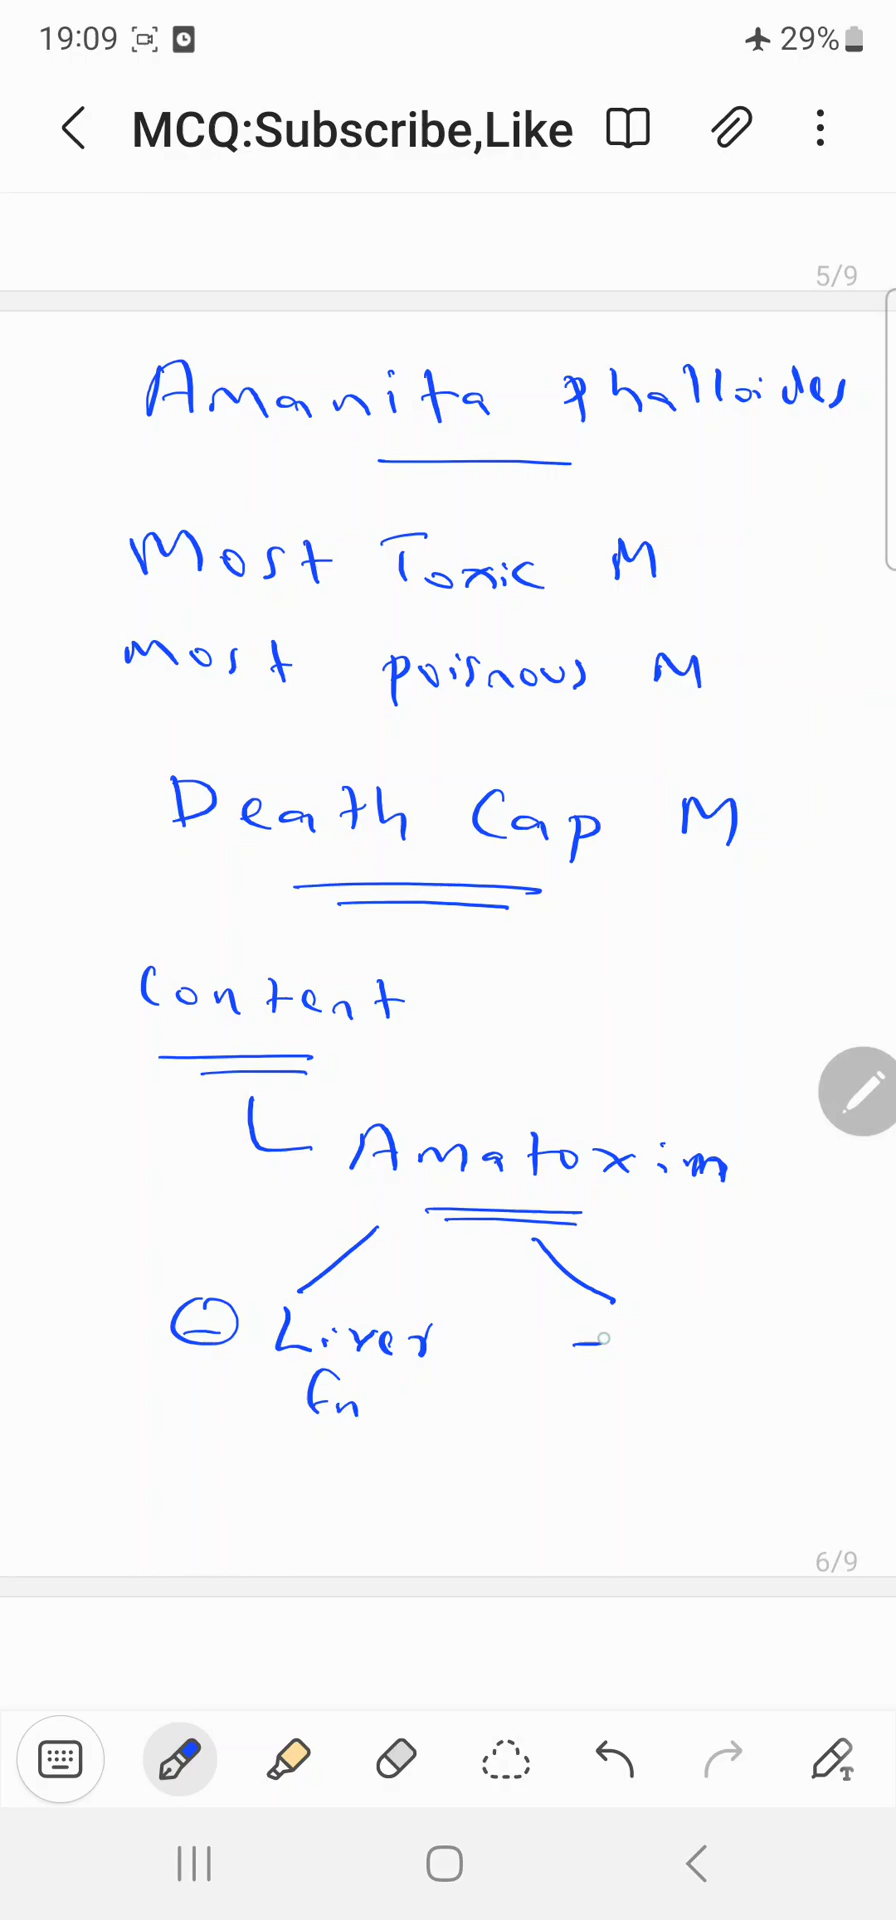 19:09 29%
MCQ:Subscribe,Like
5/9
Amanita phalloides
Most Toxic M
Most poisnous M
Death Cap M
Content
Amatoxim
Liver
fn
6/9
T